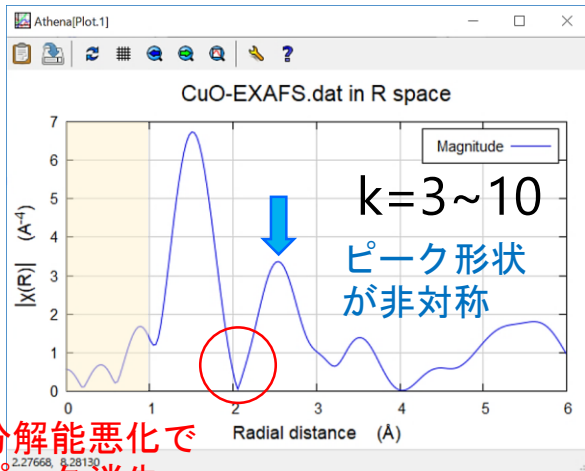 Athena[Plot.1]
CuO-EXAFS.dat in R space
Magnitude
k=3~10
ピーク形状
が非対称
|χ(R)| (Å⁻⁴)
7
6
5
4
3
2
1
0
0 1 2 3 4 5 6
Radial distance (Å)
分解能悪化で
2.27668, 8.28130